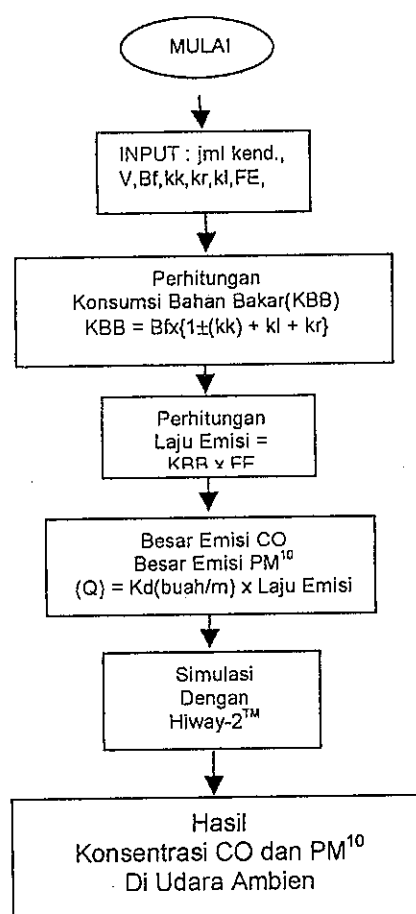 MULAI
INPUT : jml kend.,
V,Bf,kk,kr,kl,FE,
Perhitungan
Konsumsi Bahan Bakar(KBB)
KBB = Bfx{1±(kk) + kl + kr}
Perhitungan
Laju Emisi =
KBB x FE
Besar Emisi CO
Besar Emisi PM¹⁰
(Q) = Kd(buah/m) x Laju Emisi
Simulasi
Dengan
Hiway-2™
Hasil
Konsentrasi CO dan PM¹⁰
Di Udara Ambien